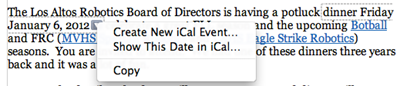 The Los Altos Robotics Board of Directors is having a potluck dinner Friday
January 6, 2012 and the upcoming Botball
and FRC (MVHS agle Strike Robotics)
seasons. You are of these dinners three years
back and it was a
Create New iCal Event...
Show This Date in iCal...
Copy